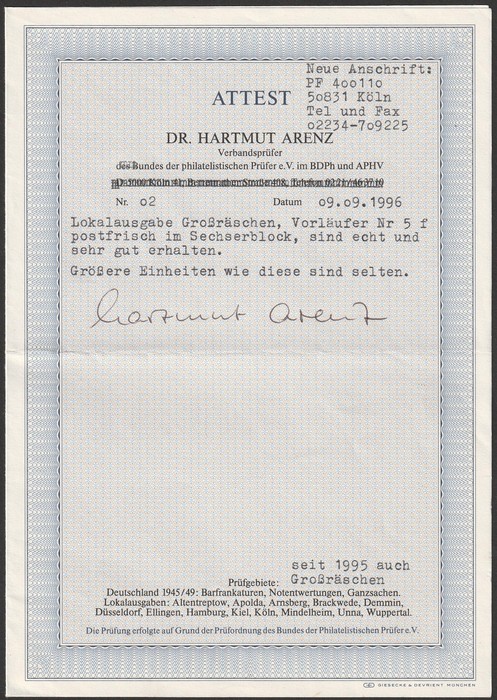 Neue Anschrift:
PF 400110
50831 Köln
Tel und Fax
02234-709225
ATTEST
DR. HARTMUT ARENZ
Verbandsprüfer
des Bundes der philatelistischen Prüfer e.V. im BDPh und APHV
Nr. 02 Datum 09.09.1996
Lokalausgabe Großräschen, Vorläufer Nr 5 f
postfrisch im Sechserblock, sind echt und
sehr gut erhalten.
Größere Einheiten wie diese sind selten.
Hartmut Arenz
seit 1995 auch
Prüfgebiete: Großräschen
Deutschland 1945/49: Barfrankaturen, Notentwertungen, Ganzsachen.
Lokalausgaben: Altentreptow, Apolda, Arnsberg, Brackwede, Demmin,
Düsseldorf, Ellingen, Hamburg, Kiel, Köln, Mindelheim, Unna, Wuppertal.
Die Prüfung erfolgte auf Grund der Prüfordnung des Bundes der Philatelistischen Prüfer e.V.
GIESECKE & DEVRIENT MÜNCHEN